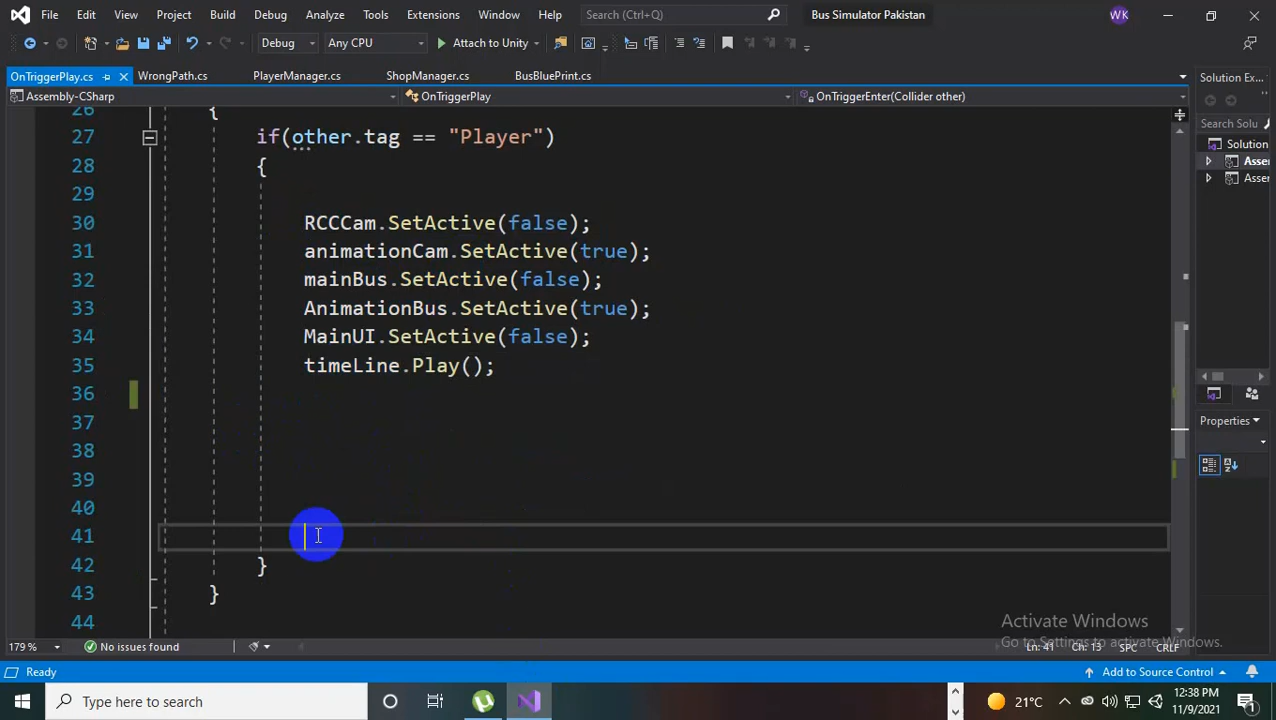 File Edit View Project Build Debug Analyze Tools Extensions Window Help Search (Ctrl+Q) Bus Simulator Pakistan WK
Debug Any CPU Attach to Unity
OnTriggerPlay.cs WrongPath.cs PlayerManager.cs ShopManager.cs BusBluePrint.cs Solution Ex...
Assembly-CSharp OnTriggerPlay OnTriggerEnter(Collider other)
Search Solu
Solution
Asse
Asse
26 {
27 if(other.tag == "Player")
28 {
29
30 RCCCam.SetActive(false);
31 animationCam.SetActive(true);
32 mainBus.SetActive(false);
33 AnimationBus.SetActive(true);
34 MainUI.SetActive(false);
35 timeLine.Play();
36
37
38
39
40
41
42 }
43 }
44
Properties
Activate Windows
Go to Settings to activate Windows.
179 % No issues found Ln: 41 Ch: 13 SPC CRLF
Ready Add to Source Control
Type here to search 21°C 12:38 PM
11/9/2021 1